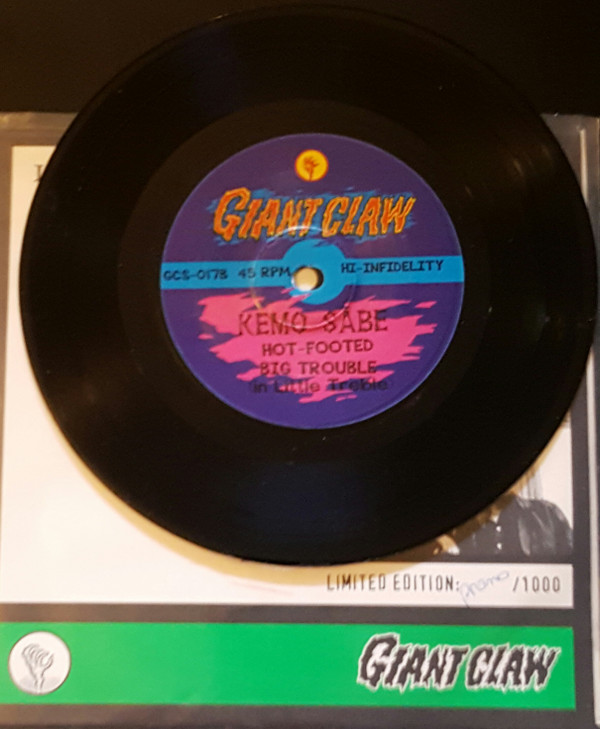 GIANT CLAW
GCS-017B 45 RPM HI-INFIDELITY
KEMO SABE
HOT-FOOTED
BIG TROUBLE
in Little Treble
LIMITED EDITION: promo /1000
GIANT CLAW